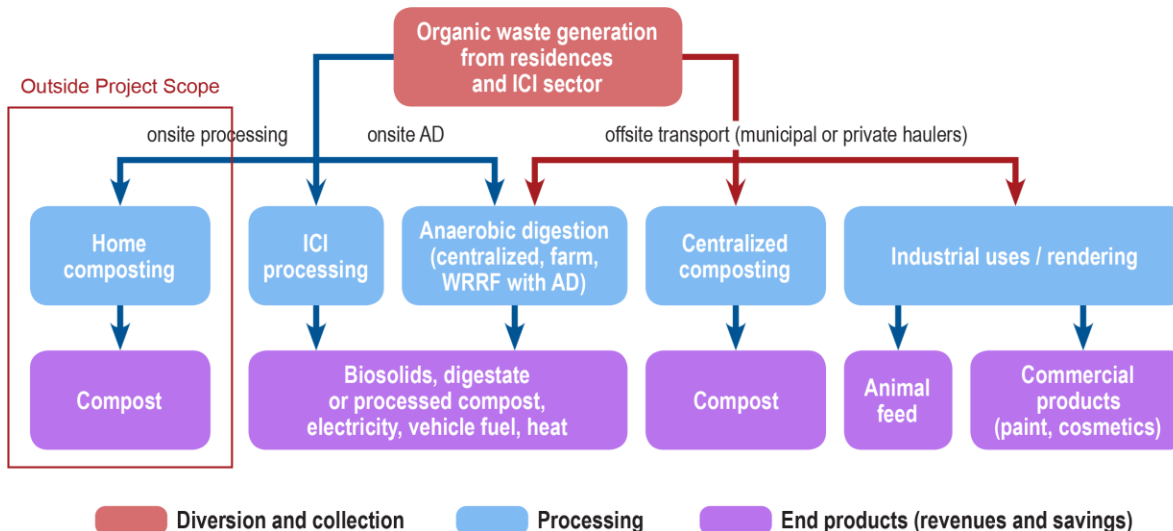 Organic waste generation
from residences
and ICI sector
Outside Project Scope
onsite processing
onsite AD
offsite transport (municipal or private haulers)
Home
composting
ICI
processing
Anaerobic digestion
(centralized, farm,
WRRF with AD)
Centralized
composting
Industrial uses / rendering
Compost
Biosolids, digestate
or processed compost,
electricity, vehicle fuel, heat
Compost
Animal
feed
Commercial
products
(paint, cosmetics)
Diversion and collection
Processing
End products (revenues and savings)